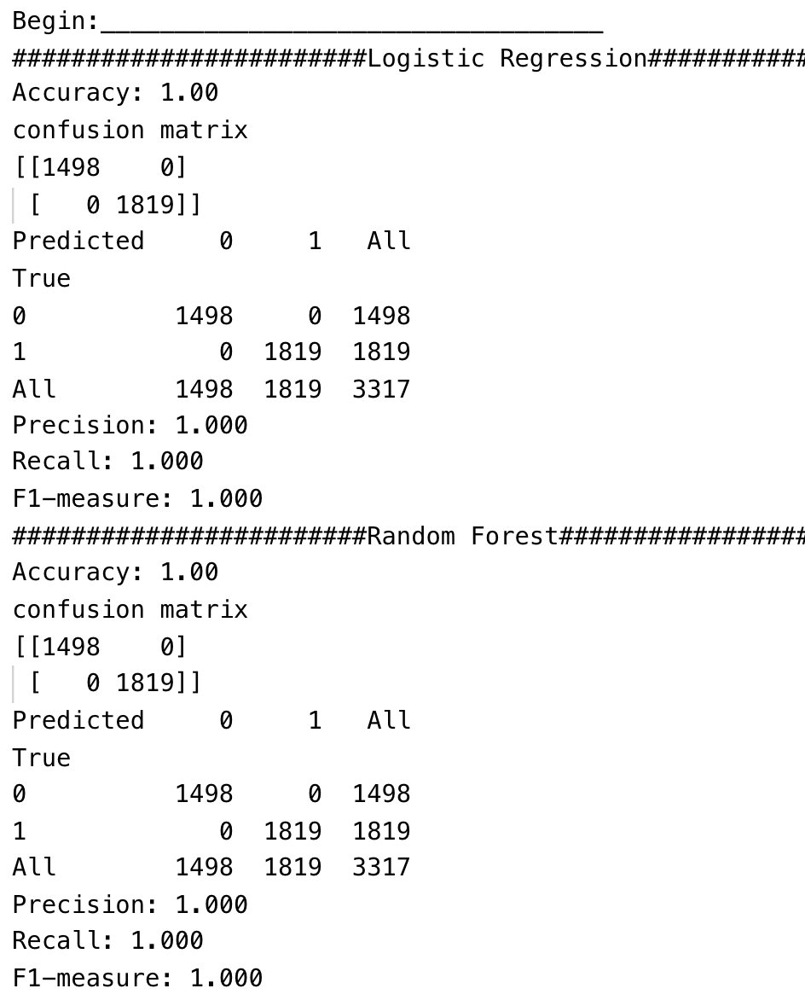 Begin:__________________________________
########################Logistic Regression###########
Accuracy: 1.00
confusion matrix
[[1498    0]
 [   0 1819]]
Predicted     0     1   All
True
0          1498     0  1498
1             0  1819  1819
All        1498  1819  3317
Precision: 1.000
Recall: 1.000
F1-measure: 1.000
########################Random Forest#################
Accuracy: 1.00
confusion matrix
[[1498    0]
 [   0 1819]]
Predicted     0     1   All
True
0          1498     0  1498
1             0  1819  1819
All        1498  1819  3317
Precision: 1.000
Recall: 1.000
F1-measure: 1.000